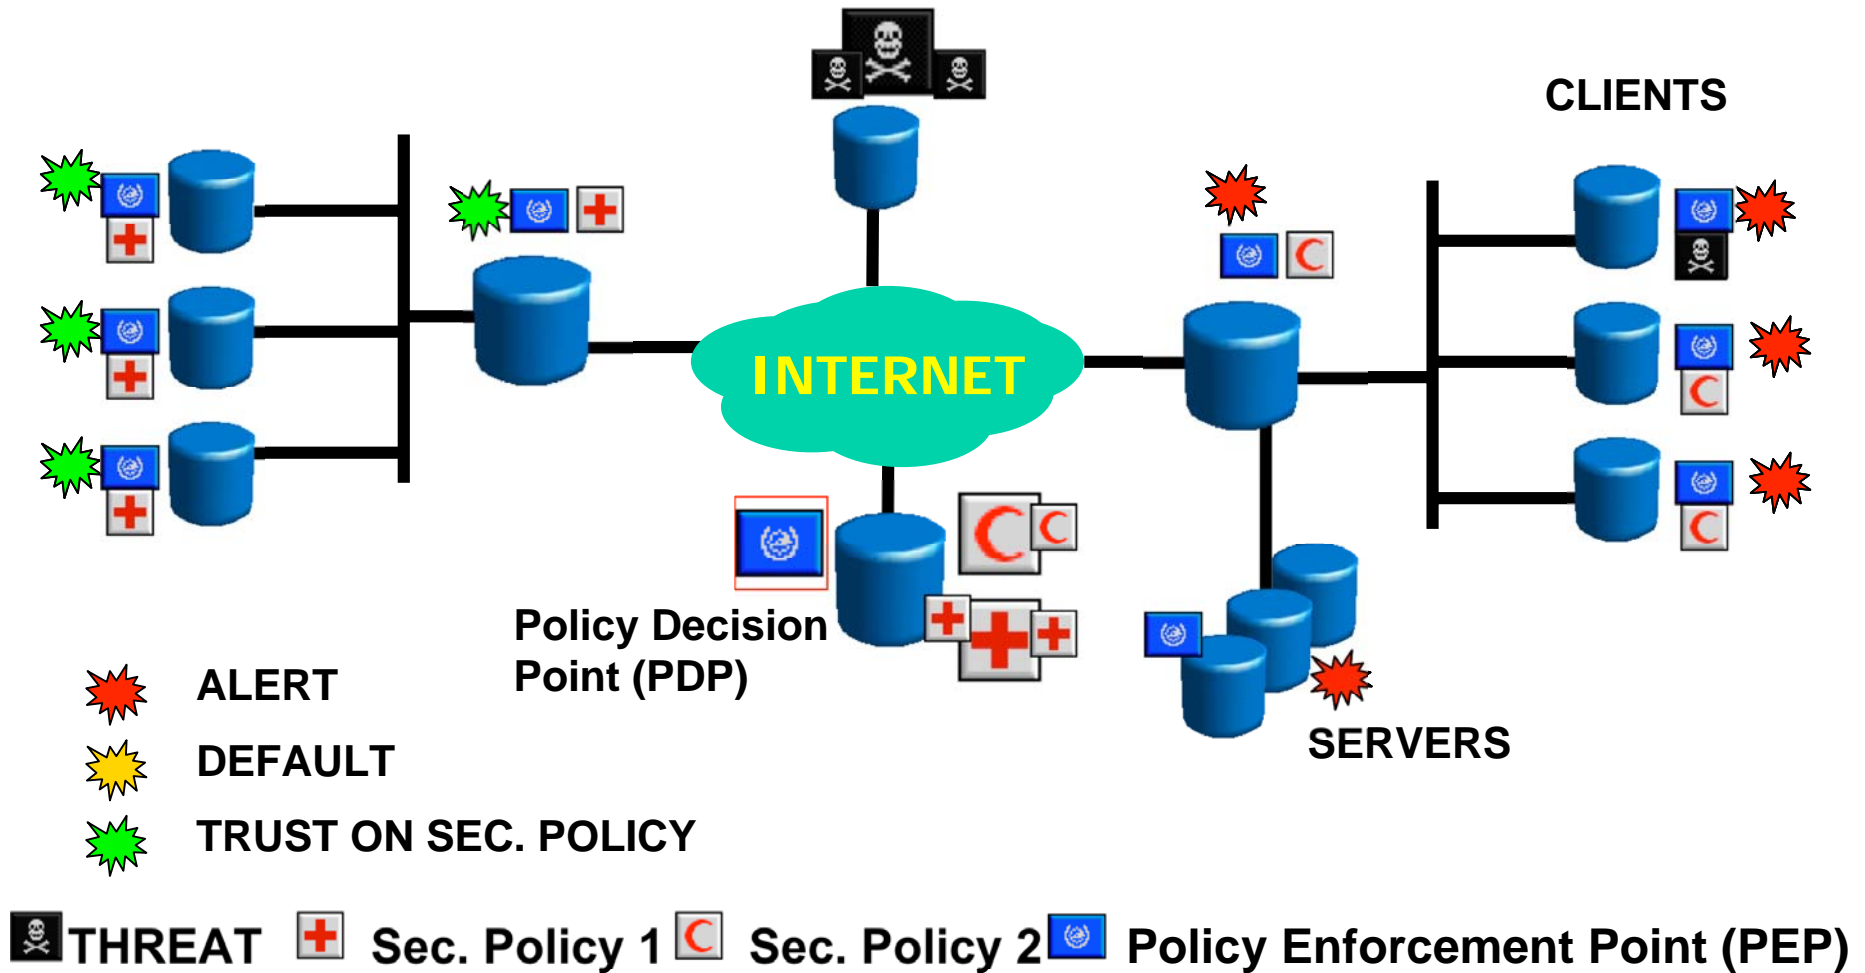 CLIENTS
INTERNET
Policy Decision
Point (PDP)
ALERT
SERVERS
DEFAULT
TRUST ON SEC. POLICY
THREAT Sec. Policy 1 Sec. Policy 2 Policy Enforcement Point (PEP)